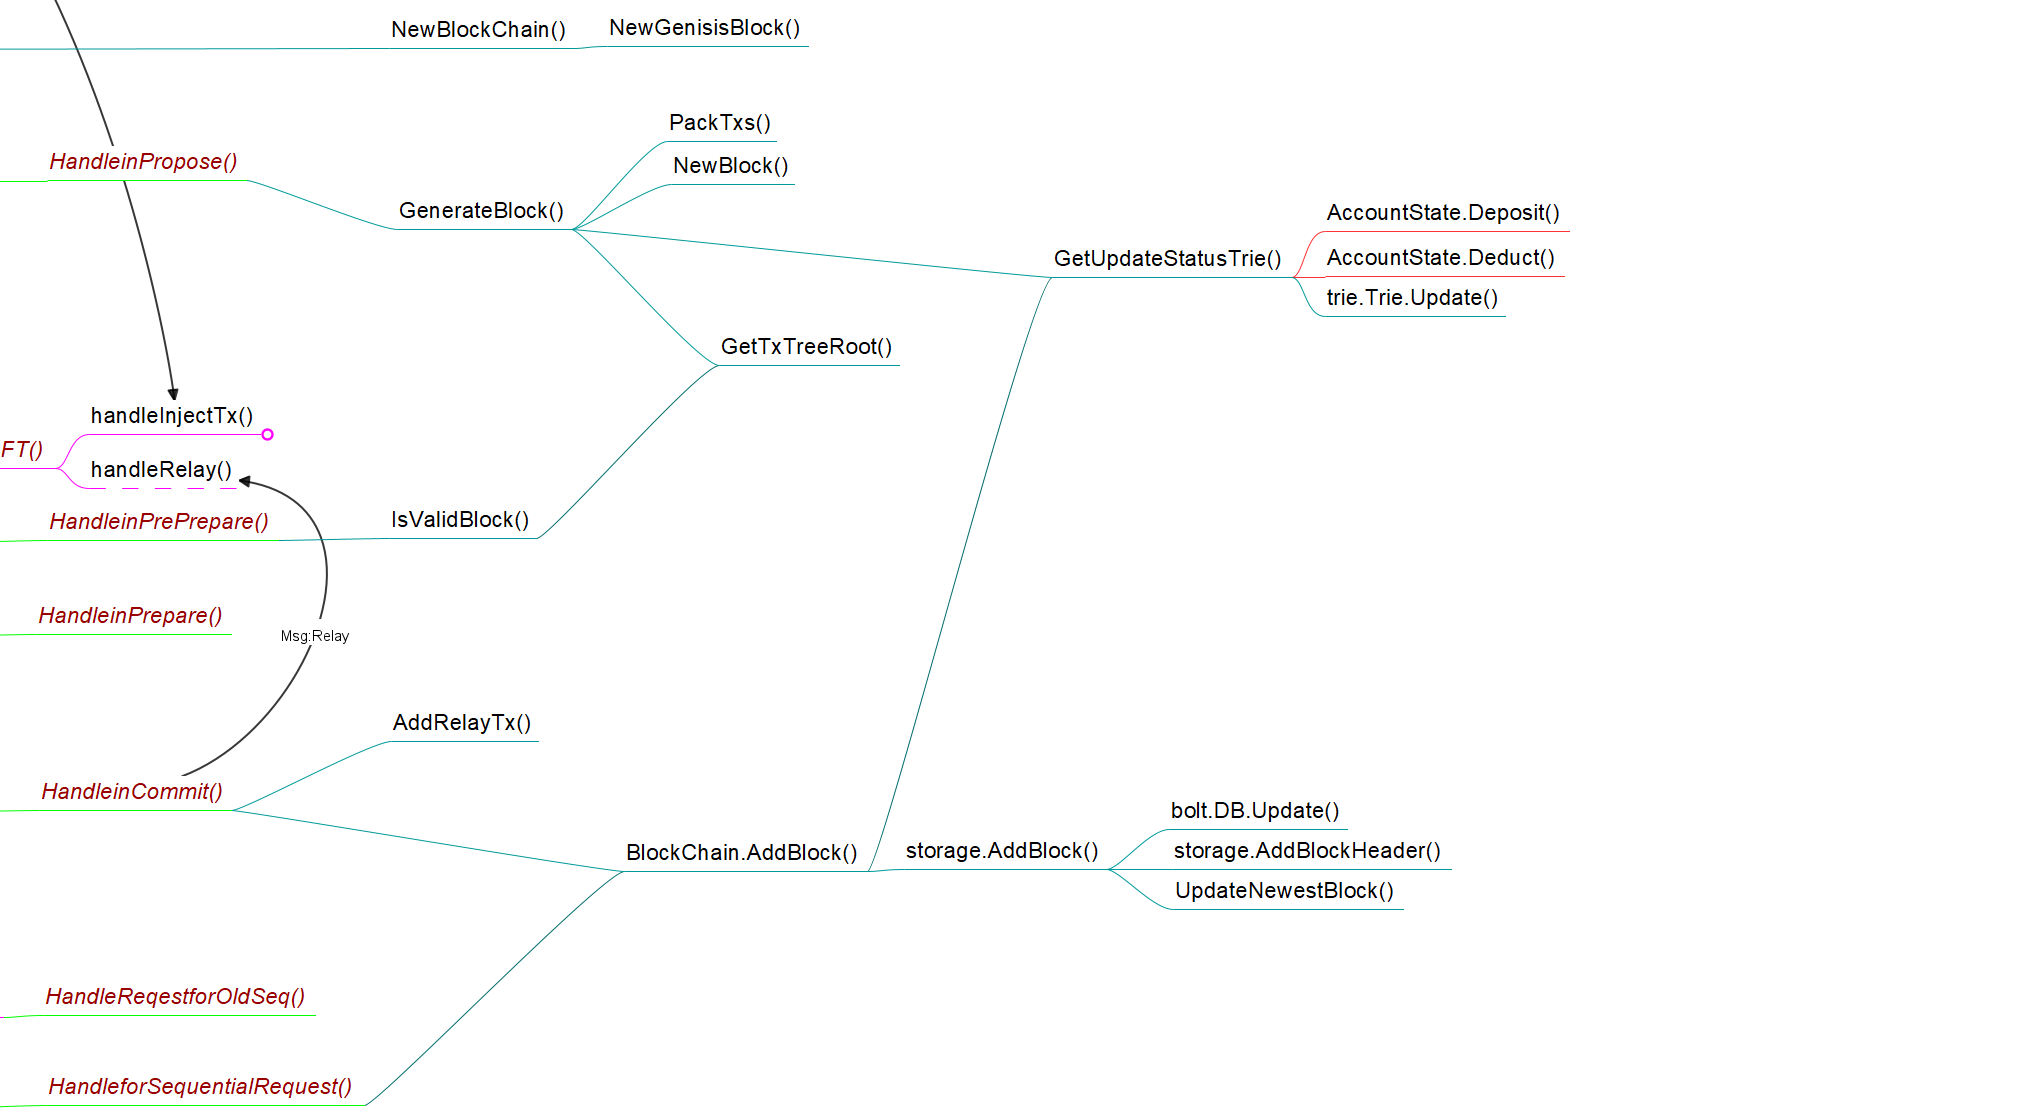 NewBlockChain()
NewGenisisBlock()
PackTxs()
HandleinPropose()
NewBlock()
GenerateBlock()
AccountState.Deposit()
GetUpdateStatusTrie()
AccountState.Deduct()
trie.Trie.Update()
GetTxTreeRoot()
handleInjectTx()
FT()
handleRelay()
HandleinPrePrepare()
IsValidBlock()
HandleinPrepare()
Msg:Relay
AddRelayTx()
HandleinCommit()
bolt.DB.Update()
BlockChain.AddBlock()
storage.AddBlock()
storage.AddBlockHeader()
UpdateNewestBlock()
HandleReqestforOldSeq()
HandleforSequentialRequest()